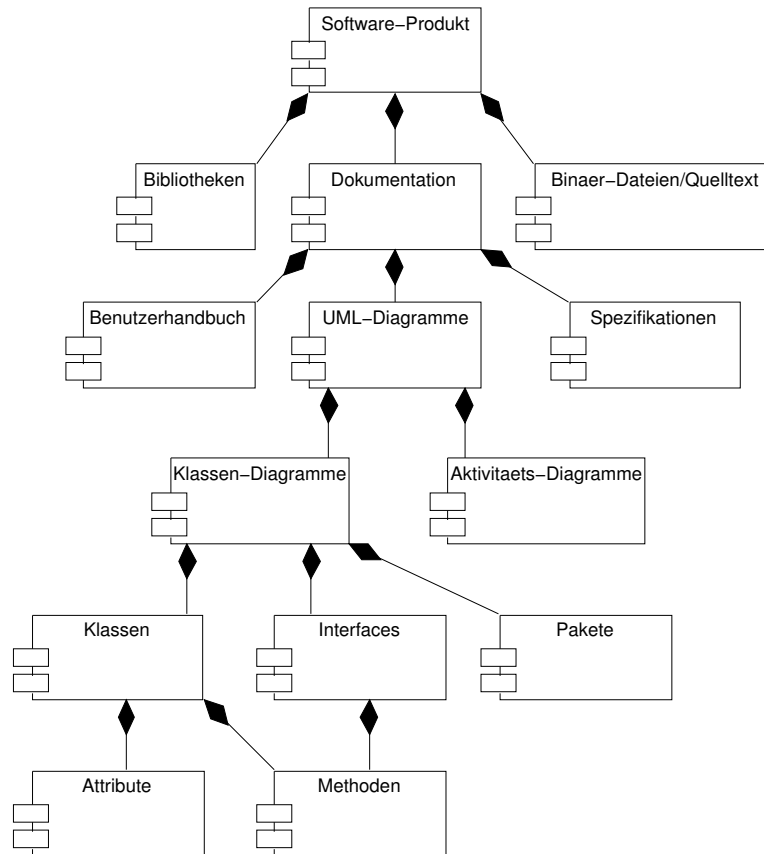 Software−Produkt
Bibliotheken
Dokumentation
Binaer−Dateien/Quelltext
Benutzerhandbuch
UML−Diagramme
Spezifikationen
Klassen−Diagramme
Aktivitaets−Diagramme
Klassen
Interfaces
Pakete
Attribute
Methoden